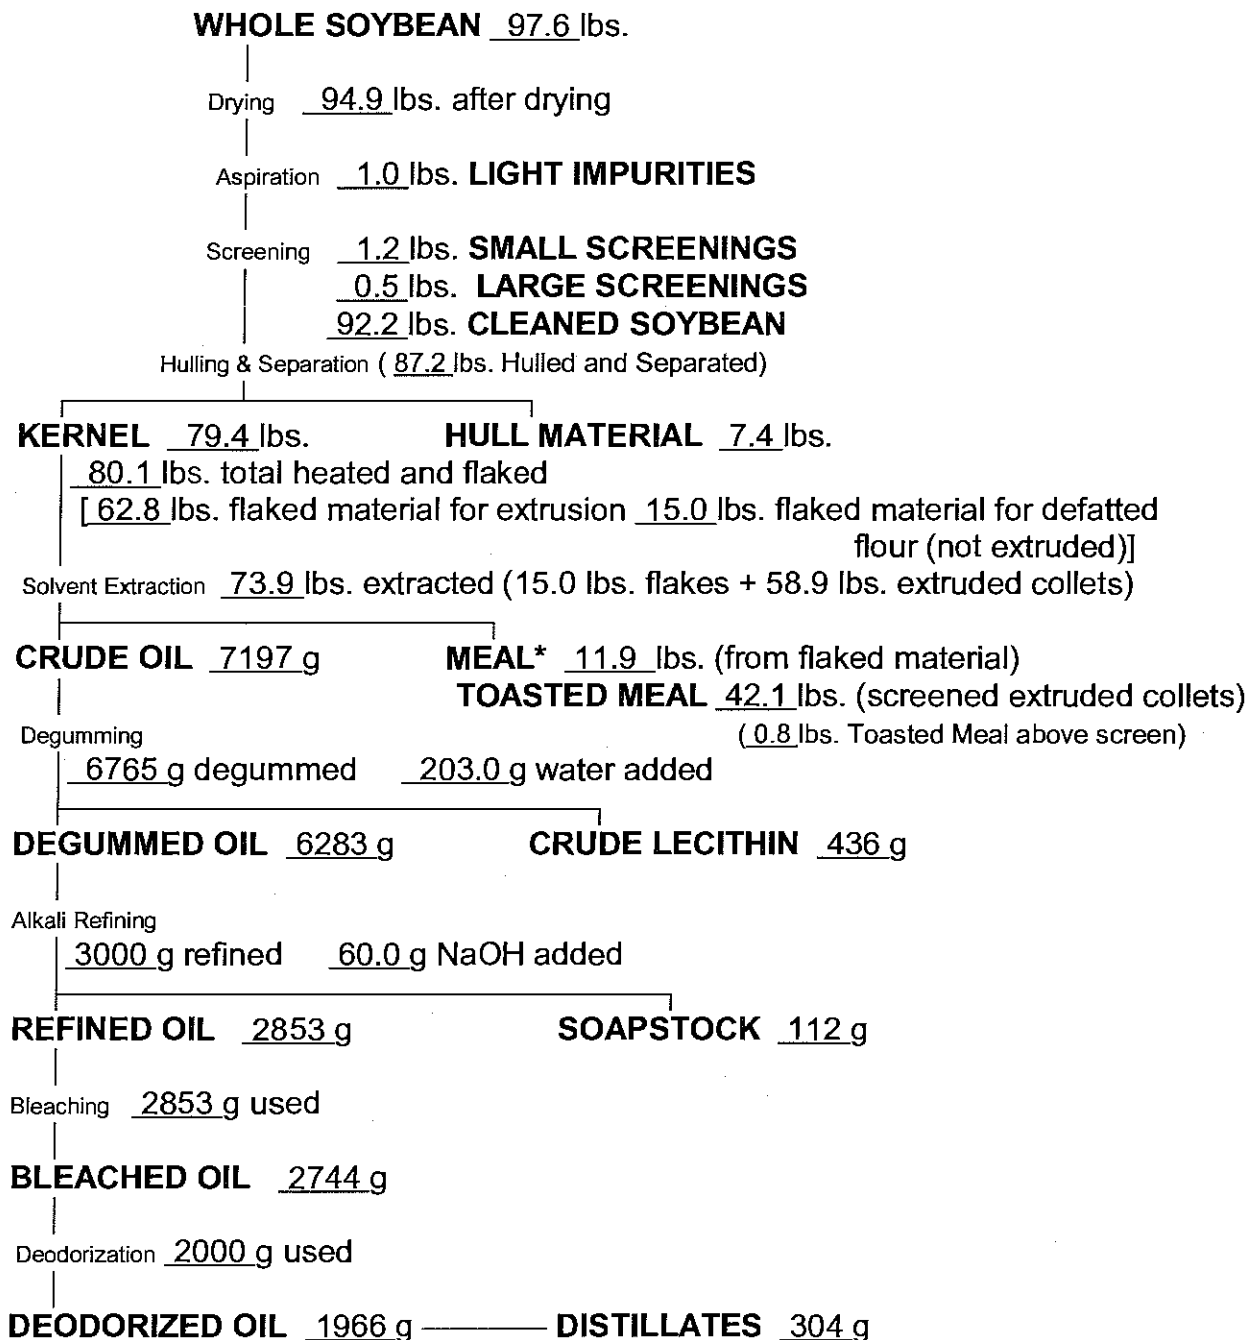 WHOLE SOYBEAN 97.6 lbs.
Drying 94.9 lbs. after drying
Aspiration 1.0 lbs. LIGHT IMPURITIES
Screening 1.2 lbs. SMALL SCREENINGS
0.5 lbs. LARGE SCREENINGS
92.2 lbs. CLEANED SOYBEAN
Hulling & Separation ( 87.2 lbs. Hulled and Separated)
KERNEL 79.4 lbs. HULL MATERIAL 7.4 lbs.
80.1 lbs. total heated and flaked
[ 62.8 lbs. flaked material for extrusion 15.0 lbs. flaked material for defatted
flour (not extruded)]
Solvent Extraction 73.9 lbs. extracted (15.0 lbs. flakes + 58.9 lbs. extruded collets)
CRUDE OIL 7197 g MEAL* 11.9 lbs. (from flaked material)
TOASTED MEAL 42.1 lbs. (screened extruded collets)
( 0.8 lbs. Toasted Meal above screen)
Degumming
6765 g degummed 203.0 g water added
DEGUMMED OIL 6283 g CRUDE LECITHIN 436 g
Alkali Refining
3000 g refined 60.0 g NaOH added
REFINED OIL 2853 g SOAPSTOCK 112 g
Bleaching 2853 g used
BLEACHED OIL 2744 g
Deodorization 2000 g used
DEODORIZED OIL 1966 g DISTILLATES 304 g